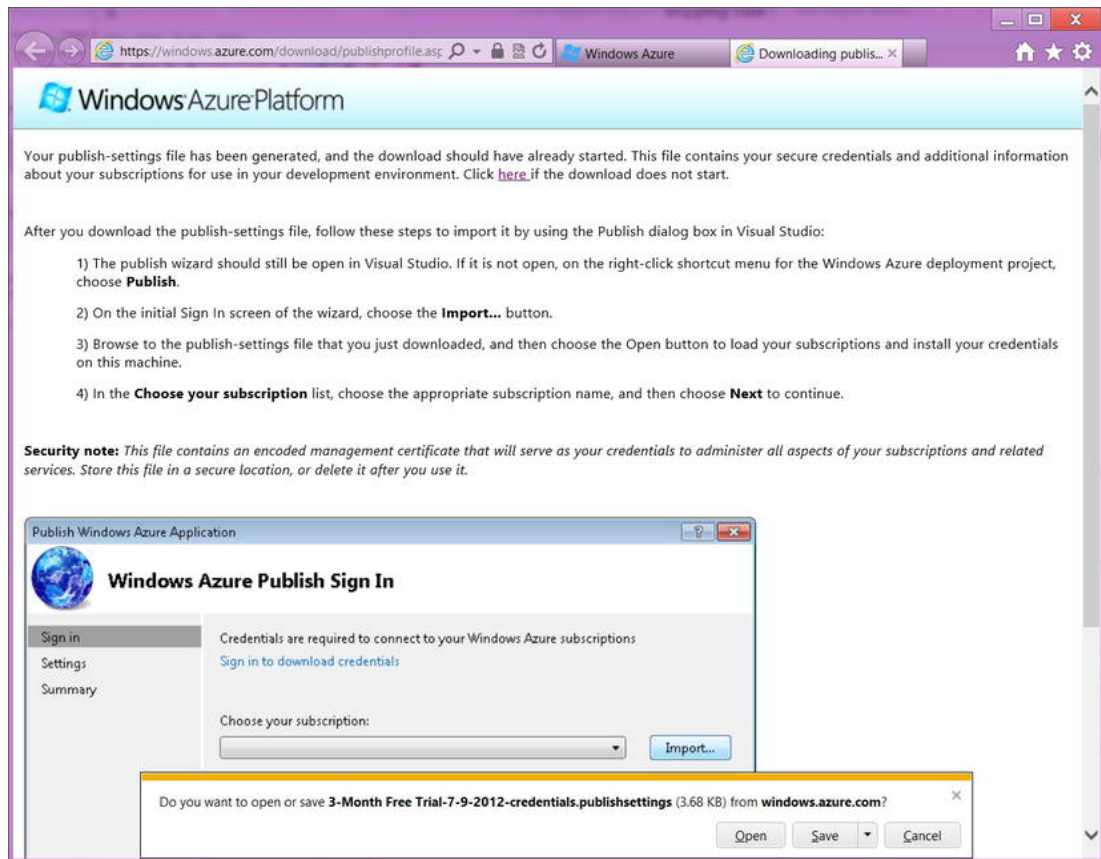 https://windows.azure.com/download/publishprofile.asp
Windows Azure
Downloading publis...
Windows Azure Platform
Your publish-settings file has been generated, and the download should have already started. This file contains your secure credentials and additional information
about your subscriptions for use in your development environment. Click here if the download does not start.
After you download the publish-settings file, follow these steps to import it by using the Publish dialog box in Visual Studio:
1) The publish wizard should still be open in Visual Studio. If it is not open, on the right-click shortcut menu for the Windows Azure deployment project,
choose Publish.
2) On the initial Sign In screen of the wizard, choose the Import... button.
3) Browse to the publish-settings file that you just downloaded, and then choose the Open button to load your subscriptions and install your credentials
on this machine.
4) In the Choose your subscription list, choose the appropriate subscription name, and then choose Next to continue.
Security note: This file contains an encoded management certificate that will serve as your credentials to administer all aspects of your subscriptions and related
services. Store this file in a secure location, or delete it after you use it.
Publish Windows Azure Application
Windows Azure Publish Sign In
Sign in
Settings
Summary
Credentials are required to connect to your Windows Azure subscriptions
Sign in to download credentials
Choose your subscription:
Import...
Do you want to open or save 3-Month Free Trial-7-9-2012-credentials.publishsettings (3.68 KB) from windows.azure.com?
Open Save Cancel